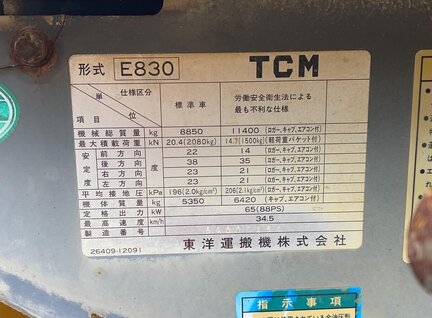 形式 E830 TCM
仕様区分 単位 項目 標準車 労働安全衛生法による最も不利な仕様
機械総質量 kg 8850 11400 (ロガー、キャブ、エアコン付)
最大積載荷重 kN 20.4(2080kg) 14.7(1500kg)(軽荷重バケット付)
安定度 前方向 度 22 14 (ロガー、キャブ、エアコン付)
後方向 38 35 (ロガー、キャブ、エアコン付)
右方向 23 21 (ロガー、キャブ、エアコン付)
左方向 23 21 (ロガー、キャブ、エアコン付)
平均接地圧 kPa 196(2.0kg/cm²) 206(2.1kg/cm²)(ロガー、キャブ、エアコン付)
機体質量 kg 5350 6420 (キャブ、エアコン付)
定格出力 kW 65(88PS)
最高速度 km/h 34.5
製造番号
26409-12091 東洋運搬機株式会社
指示事項